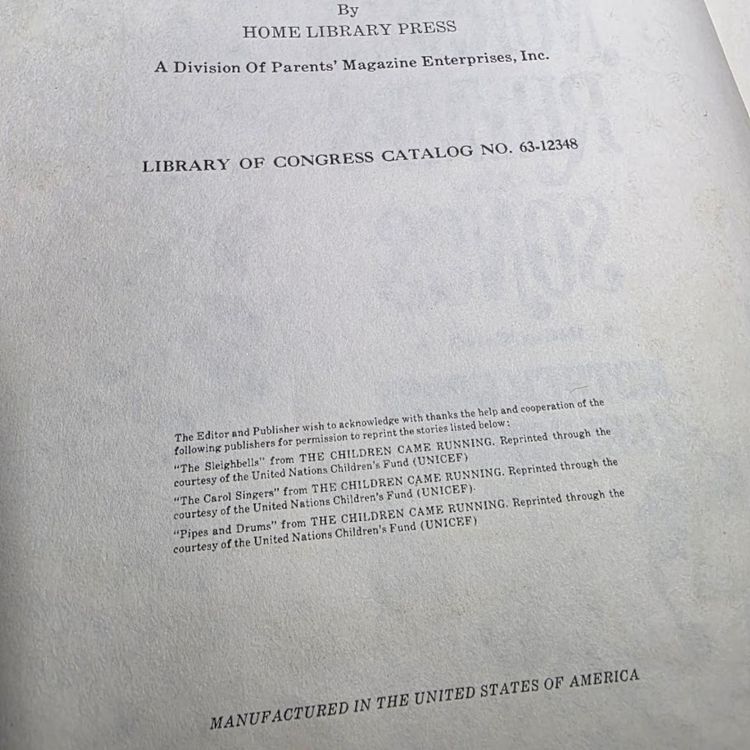 By
HOME LIBRARY PRESS
A Division Of Parents' Magazine Enterprises, Inc.
LIBRARY OF CONGRESS CATALOG NO. 63-12348
The Editor and Publisher wish to acknowledge with thanks the help and cooperation of the
following publishers for permission to reprint the stories listed below:
"The Sleighbells" from THE CHILDREN CAME RUNNING. Reprinted through the
courtesy of the United Nations Children's Fund (UNICEF)
"The Carol Singers" from THE CHILDREN CAME RUNNING. Reprinted through the
courtesy of the United Nations Children's Fund (UNICEF).
"Pipes and Drums" from THE CHILDREN CAME RUNNING. Reprinted through the
courtesy of the United Nations Children's Fund (UNICEF)
MANUFACTURED IN THE UNITED STATES OF AMERICA